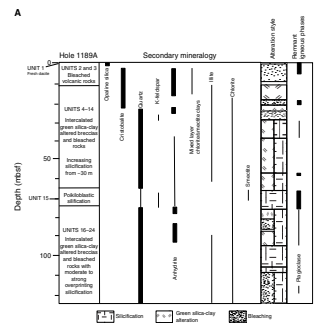 A
Hole 1189A
Secondary mineralogy
Alteration style
Remnant
igneous phases
0
50
100
Depth (mbsf)
UNIT 1
Fresh dacite
UNITS 2 and 3
Bleached
volcanic rocks
UNITS 4–14
Intercalated
green silica-clay
altered breccias
and bleached
rocks
Increasing
silicification
from ~30 m
UNIT 15
Polkiloblastic
silification
UNITS 16–24
Intercalated
green silica-clay
altered breccias
and bleached
rocks with
moderate to
strong
overprinting
silicification
Opaline silica
Cristobalite
Quartz
K-feldspar
Anhydrite
Mixed layer
chlorite/smectite clays
Illite
Chlorite
Smectite
Plagioclase
Silicification
Green silica-clay
alteration
Bleaching